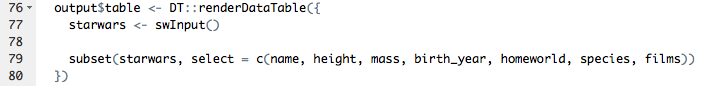 76 output$table <- DT::renderDataTable({
77 starwars <- swInput()
78
79 subset(starwars, select = c(name, height, mass, birth_year, homeworld, species, films))
80 })